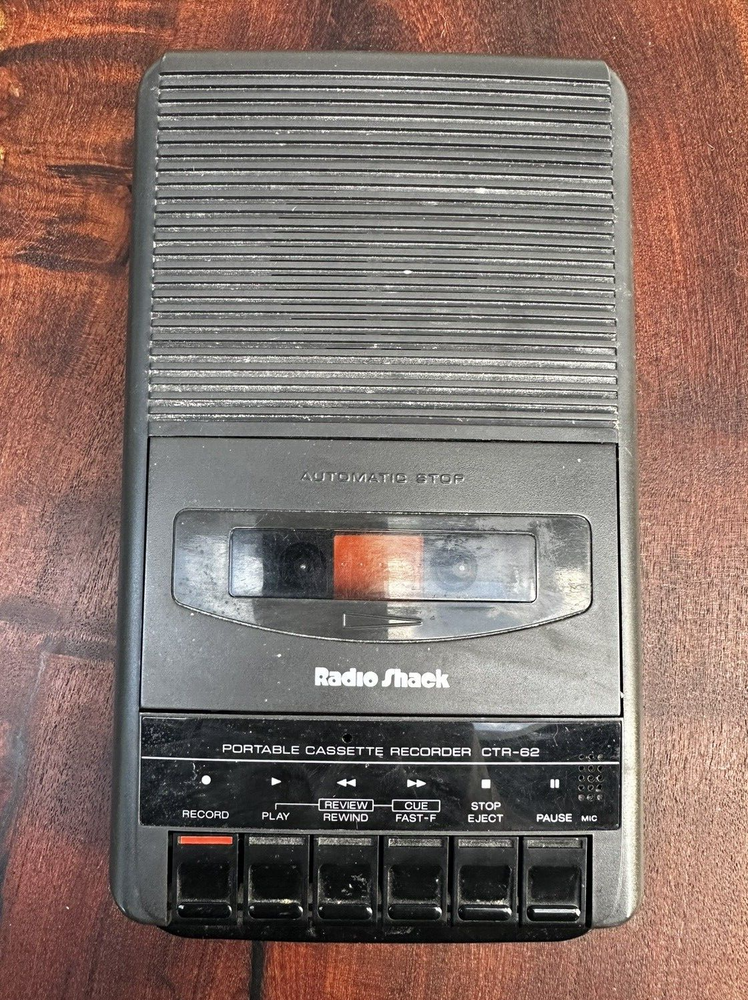 AUTOMATIC STOP
Radio Shack
PORTABLE CASSETTE RECORDER CTR-62
REVIEW CUE STOP
RECORD PLAY REWIND FAST-F EJECT PAUSE MIC